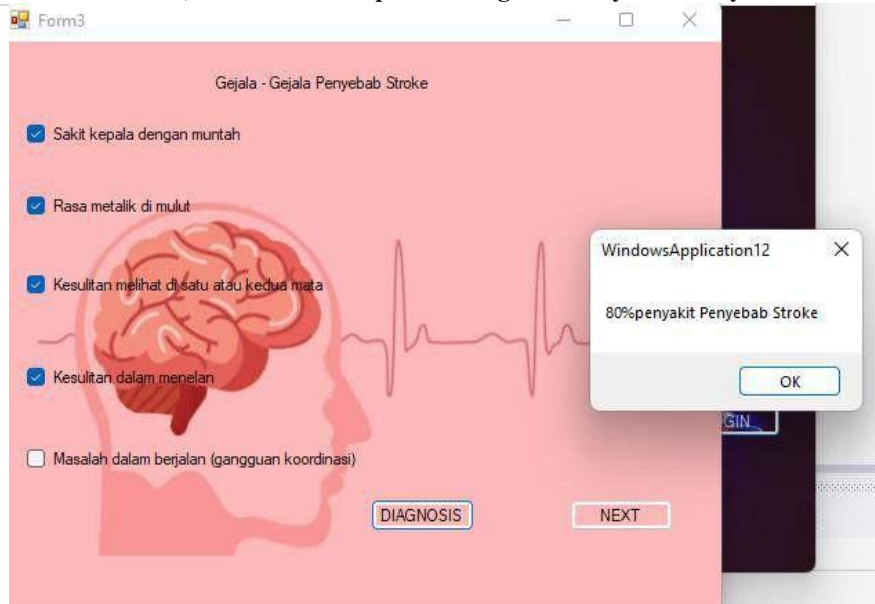 Form3
Gejala - Gejala Penyebab Stroke
Sakit kepala dengan muntah
Rasa metalik di mulut
Kesulitan melihat di satu atau kedua mata
Kesulitan dalam menelan
Masalah dalam berjalan (gangguan koordinasi)
DIAGNOSIS
NEXT
WindowsApplication12
80%penyakit Penyebab Stroke
OK
GIN